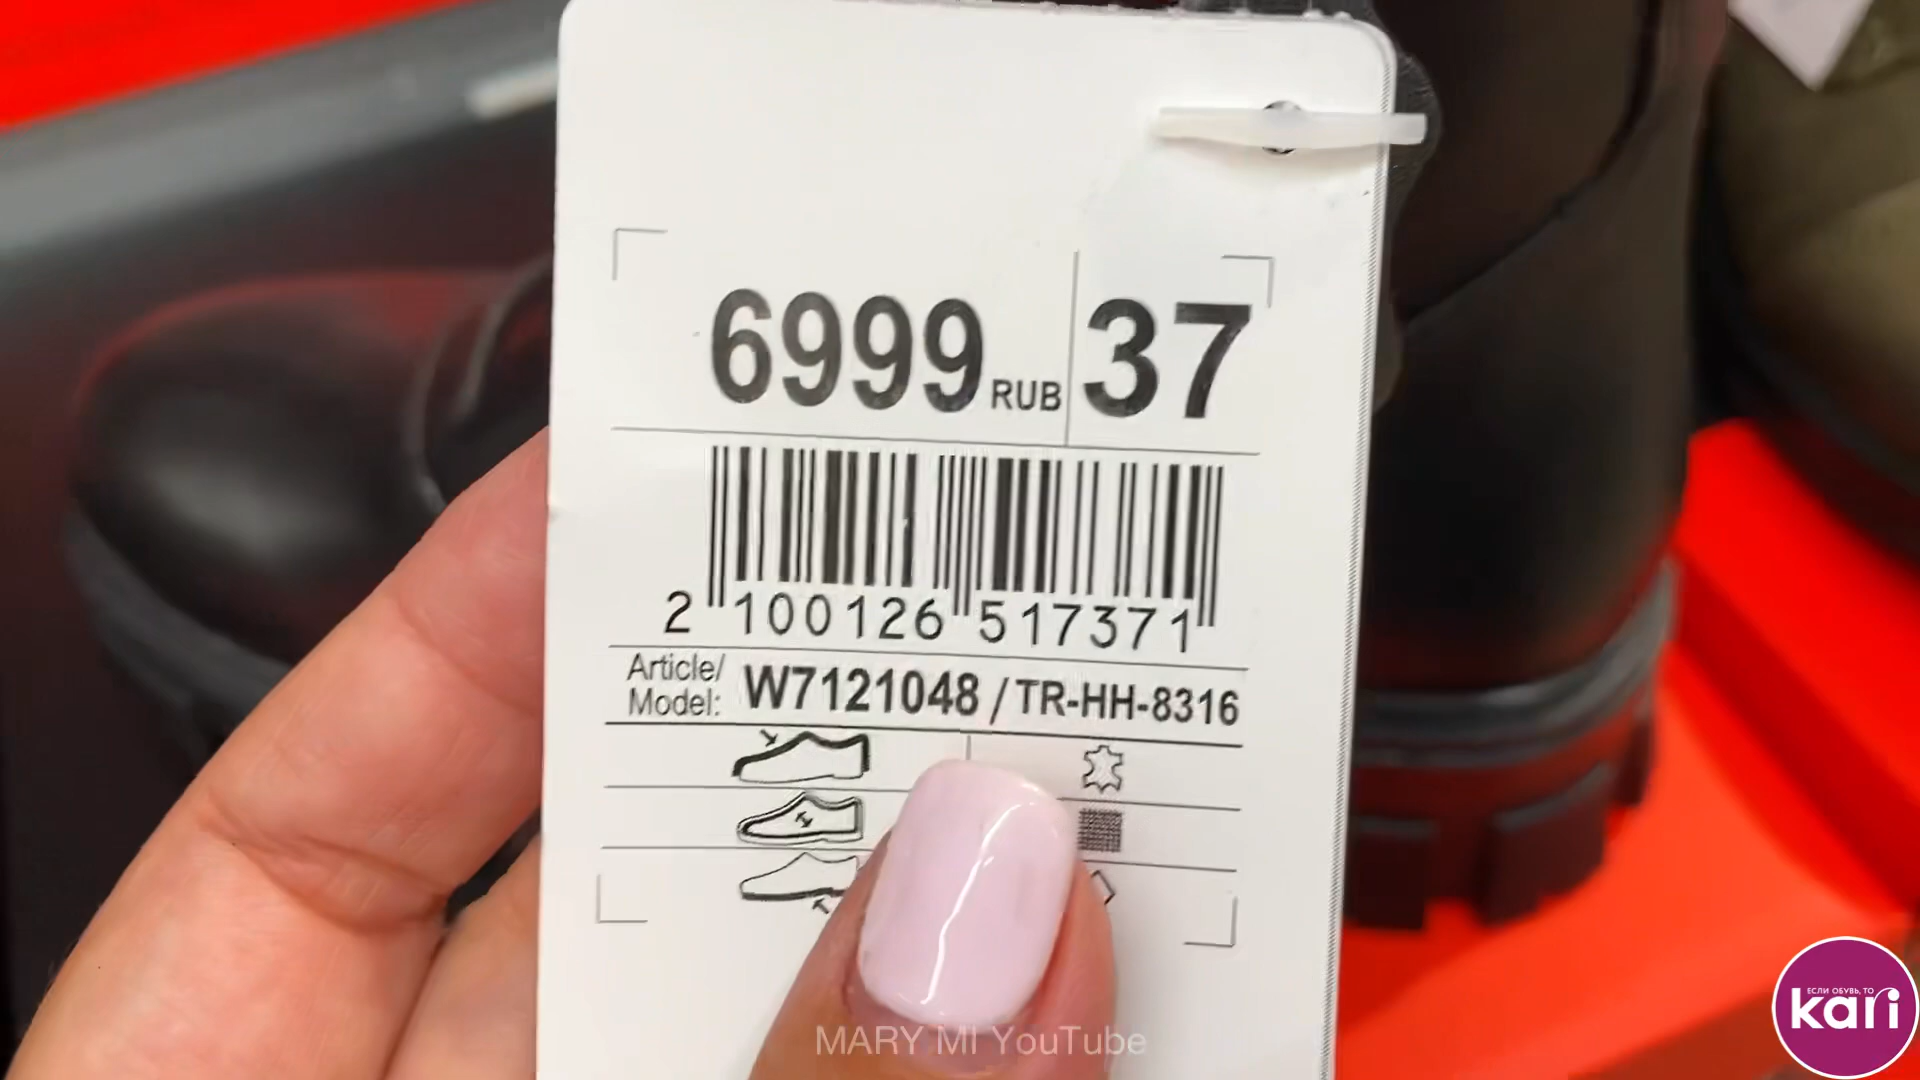 6999 RUB 37
2 100126 517371
Article/
Model: W7121048 / TR-HH-8316
MARY MI YouTube
ЕСЛИ ОБУВЬ, ТО
kari